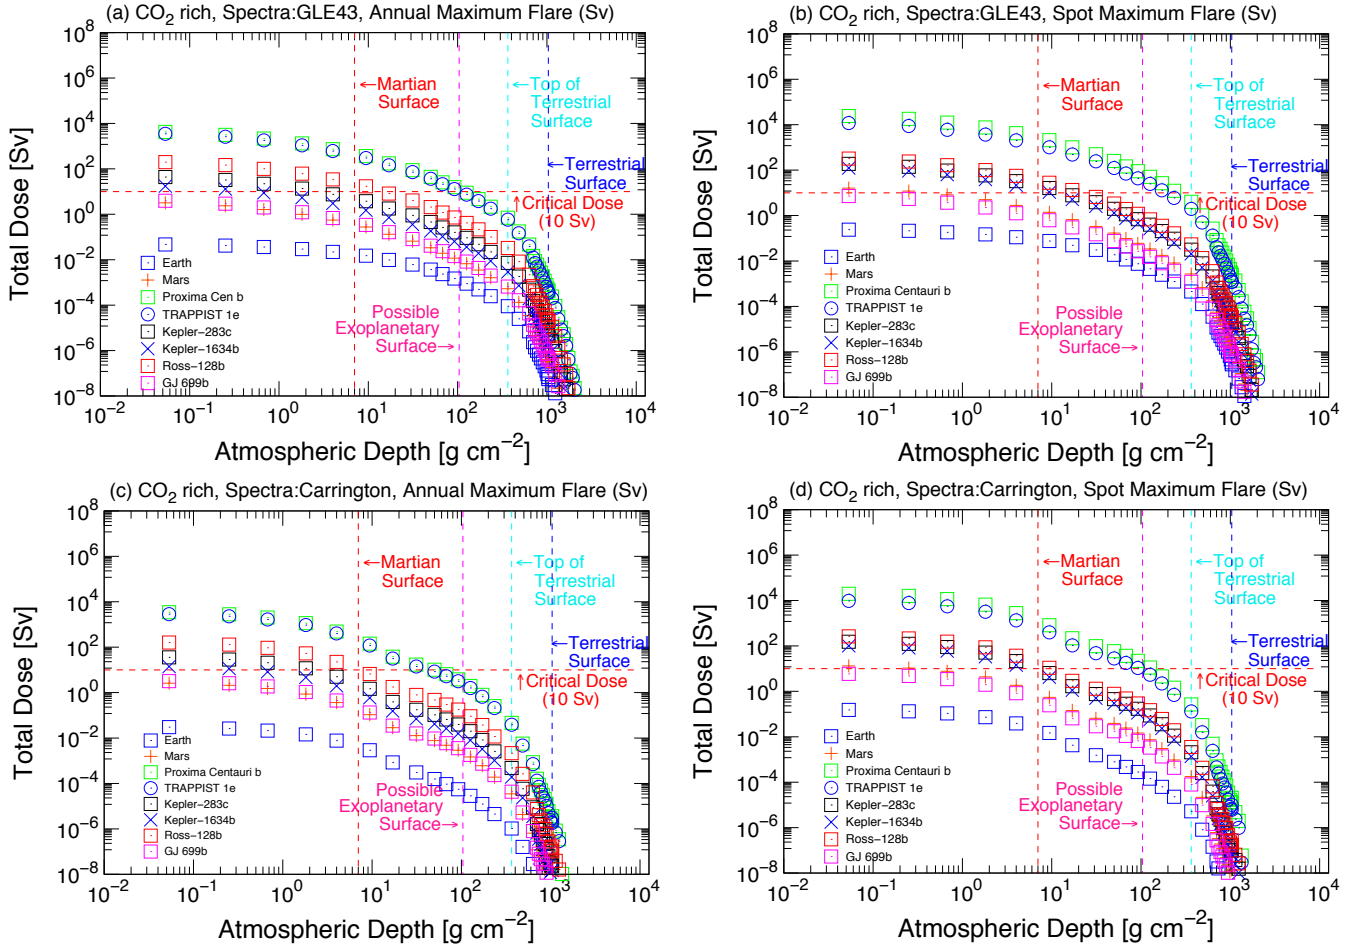 (a) CO2 rich, Spectra:GLE43, Annual Maximum Flare (Sv)
Total Dose [Sv]
10^8
10^6
10^4
10^2
10^0
10^−2
10^−4
10^−6
10^−8
←Martian
Surface
←Top of
Terrestrial
Surface
←Terrestrial
Surface
↑Critical Dose
(10 Sv)
Possible
Exoplanetary
Surface→
Earth
Mars
Proxima Cen b
TRAPPIST 1e
Kepler−283c
Kepler−1634b
Ross−128b
GJ 699b
10^−2 10^−1 10^0 10^1 10^2 10^3 10^4
Atmospheric Depth [g cm^−2]
(b) CO2 rich, Spectra:GLE43, Spot Maximum Flare (Sv)
Total Dose [Sv]
10^8
10^6
10^4
10^2
10^0
10^−2
10^−4
10^−6
10^−8
←Martian
Surface
←Top of
Terrestrial
Surface
←Terrestrial
Surface
↑Critical Dose
(10 Sv)
Possible
Exoplanetary
Surface→
Earth
Mars
Proxima Centauri b
TRAPPIST 1e
Kepler−283c
Kepler−1634b
Ross−128b
GJ 699b
10^−2 10^−1 10^0 10^1 10^2 10^3 10^4
Atmospheric Depth [g cm^−2]
(c) CO2 rich, Spectra:Carrington, Annual Maximum Flare (Sv)
Total Dose [Sv]
10^8
10^6
10^4
10^2
10^0
10^−2
10^−4
10^−6
10^−8
←Martian
Surface
←Top of
Terrestrial
Surface
←Terrestrial
Surface
↑Critical Dose
(10 Sv)
Possible
Exoplanetary
Surface→
Earth
Mars
Proxima Centauri b
TRAPPIST 1e
Kepler−283c
Kepler−1634b
Ross−128b
GJ 699b
10^−2 10^−1 10^0 10^1 10^2 10^3 10^4
Atmospheric Depth [g cm^−2]
(d) CO2 rich, Spectra:Carrington, Spot Maximum Flare (Sv)
Total Dose [Sv]
10^8
10^6
10^4
10^2
10^0
10^−2
10^−4
10^−6
10^−8
←Martian
Surface
←Top of
Terrestrial
Surface
←Terrestrial
Surface
↑Critical Dose
(10 Sv)
Possible
Exoplanetary
Surface→
Earth
Mars
Proxima Centauri b
TRAPPIST 1e
Kepler−283c
Kepler−1634b
Ross−128b
GJ 699b
10^−2 10^−1 10^0 10^1 10^2 10^3 10^4
Atmospheric Depth [g cm^−2]